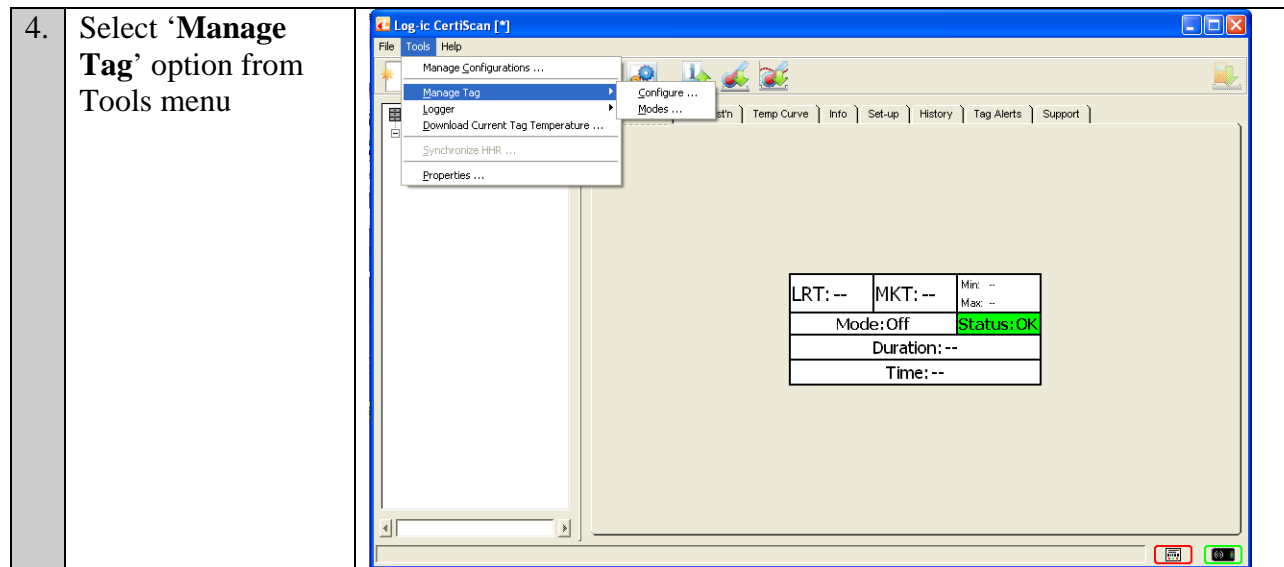 4.
Select ‘Manage
Tag’ option from
Tools menu
Log-ic CertiScan [*]
File Tools Help
Manage Configurations ...
Manage Tag
Configure ...
Logger
Modes ...
Download Current Tag Temperature ...
Synchronize HHR ...
Properties ...
Temp Curve Info Set-up History Tag Alerts Support
LRT: -- MKT: -- Min: --
Max: --
Mode:Off Status:OK
Duration: --
Time: --